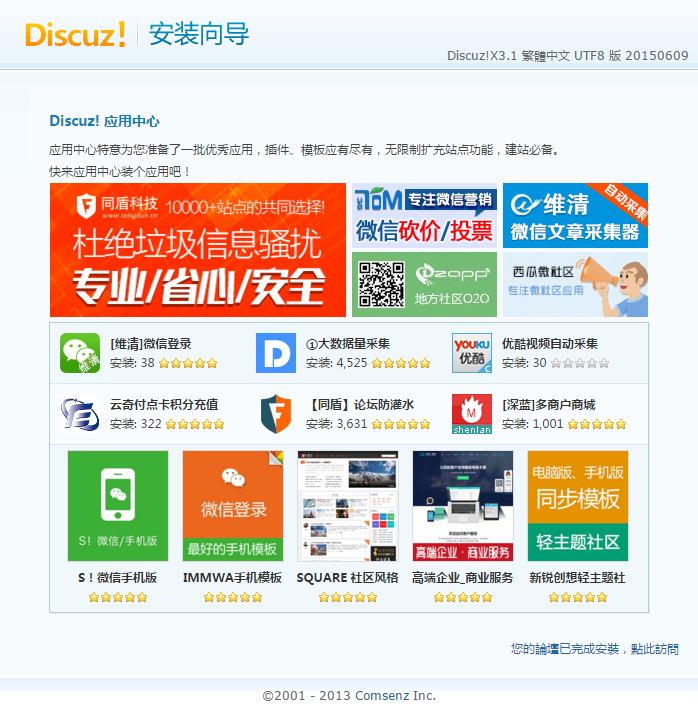 Discuz! 安装向导
Discuz!X3.1 繁體中文 UTF8 版 20150609
Discuz! 应用中心
应用中心特意为您准备了一批优秀应用，插件、模板应有尽有，无限制扩充站点功能，建站必备。
快来应用中心装个应用吧！
同盾科技
www.tongdun.cn
10000+站点的共同选择!
杜绝垃圾信息骚扰
专业/省心/安全
TOM 专注微信营销
微信砍价/投票
维清
自动采集
微信文章采集器
zapp
地方社区O2O
西瓜微社区
专注微社区应用
[维清]微信登录
安装: 38
①大数据量采集
安装: 4,525
优酷视频自动采集
安装: 30
维清
YOUKU
优酷
云奇付点卡积分充值
安装: 322
【同盾】论坛防灌水
安装: 3,631
[深蓝]多商户商城
安装: 1,001
shenlan
S！微信/手机版
微信登录
最好的手机模板
高端企业·商业服务
电脑版、手机版
同步模板
轻主题社区
S！微信手机版
IMMWA手机模板
SQUARE 社区风格
高端企业_商业服务
新锐创想轻主题社
您的論壇已完成安裝，點此訪問
©2001 - 2013 Comsenz Inc.